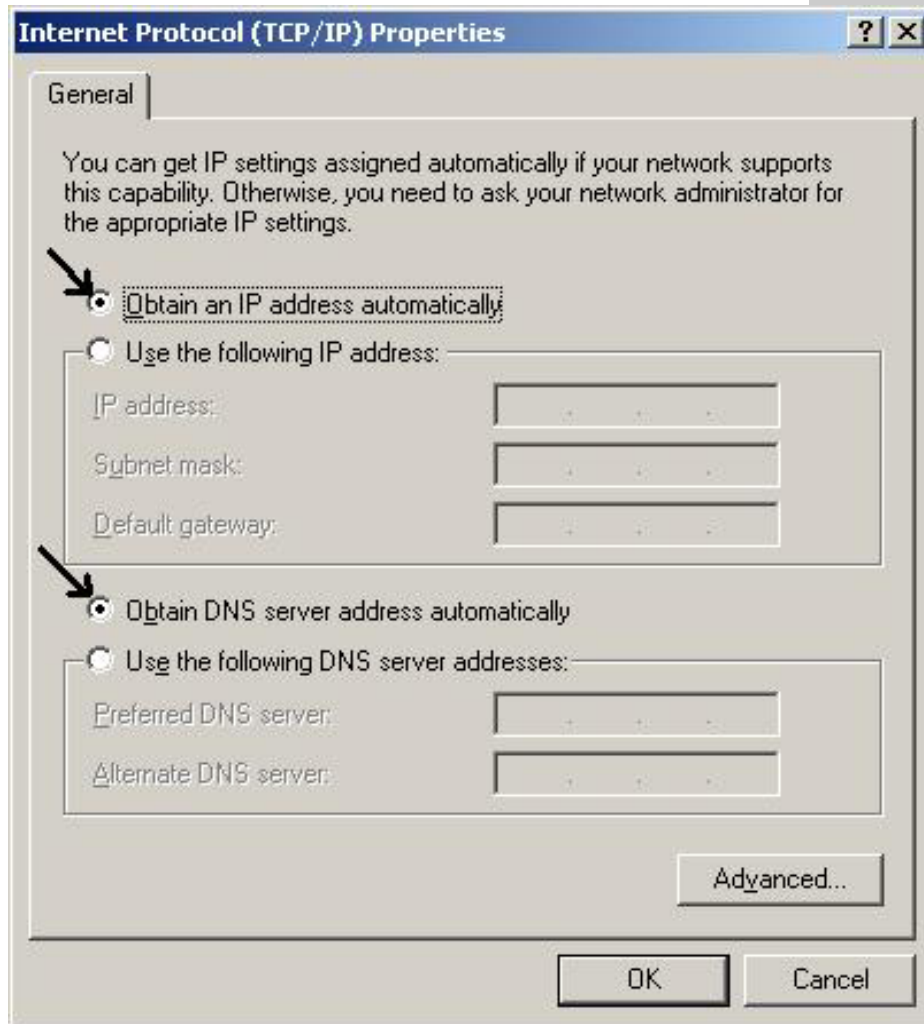 Internet Protocol (TCP/IP) Properties
?
General
You can get IP settings assigned automatically if your network supports
this capability. Otherwise, you need to ask your network administrator for
the appropriate IP settings.
Obtain an IP address automatically
Use the following IP address:
IP address:
Subnet mask:
Default gateway:
Obtain DNS server address automatically
Use the following DNS server addresses:
Preferred DNS server:
Alternate DNS server:
Advanced...
OK Cancel